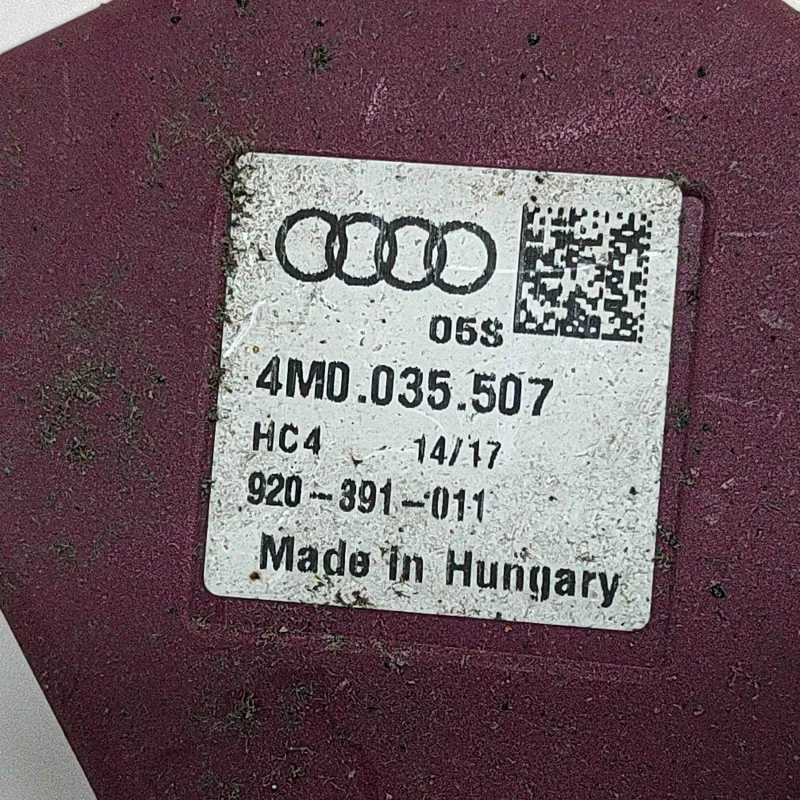 05S
4M0.035.507
HC4 14/17
920-391-011
Made in Hungary